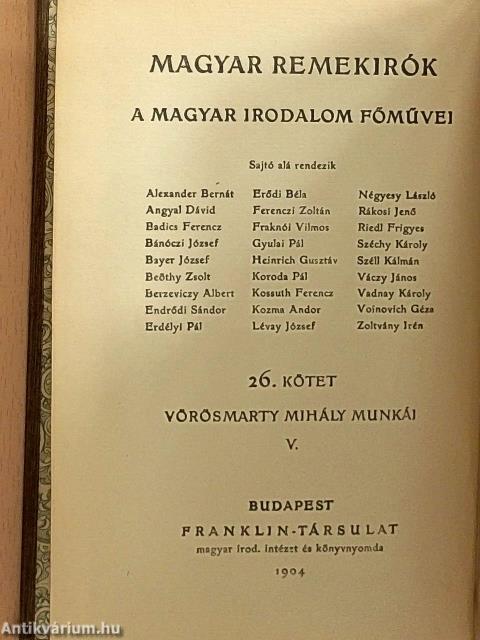 MAGYAR REMEKIRÓK
A MAGYAR IRODALOM FŐMŰVEI
Sajtó alá rendezik
Alexander Bernát Erődi Béla Négyesy László
Angyal Dávid Ferenczi Zoltán Rákosi Jenő
Badics Ferencz Fraknói Vilmos Riedl Frigyes
Bánóczi József Gyulai Pál Széchy Károly
Bayer József Heinrich Gusztáv Széll Kálmán
Beöthy Zsolt Koroda Pál Váczy János
Berzeviczy Albert Kossuth Ferencz Vadnay Károly
Endrődi Sándor Kozma Andor Voinovich Géza
Erdélyi Pál Lévay József Zoltvány Irén
26. KÖTET
VÖRÖSMARTY MIHÁLY MUNKÁI
V.
BUDAPEST
FRANKLIN-TÁRSULAT
magyar irod. intézet és könyvnyomda
1904
Antikvárium.hu